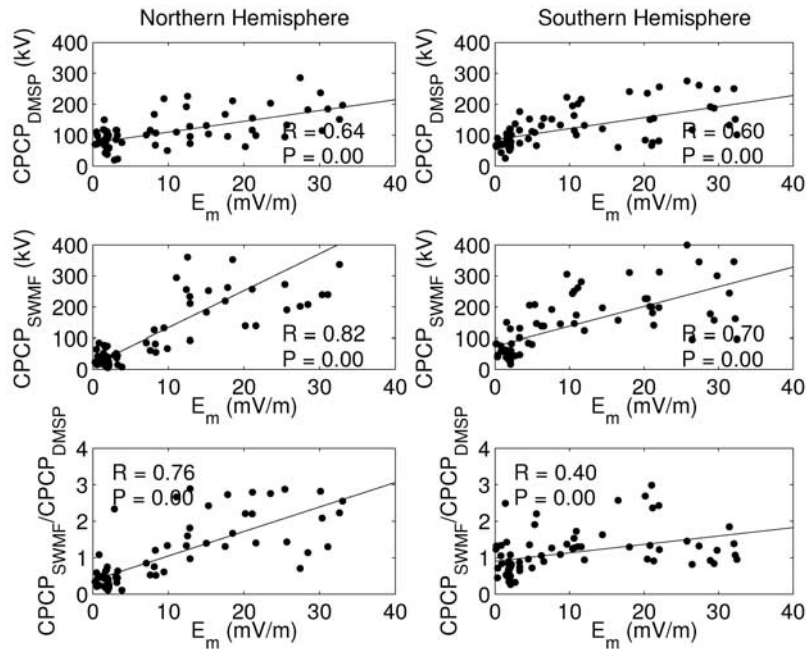 Northern Hemisphere
Southern Hemisphere
CPCP_DMSP (kV)
400
300
200
100
0
R = 0.64
P = 0.00
0 10 20 30 40
E_m (mV/m)
CPCP_DMSP (kV)
400
300
200
100
0
R = 0.60
P = 0.00
0 10 20 30 40
E_m (mV/m)
CPCP_SWMF (kV)
400
300
200
100
0
R = 0.82
P = 0.00
0 10 20 30 40
E_m (mV/m)
CPCP_SWMF (kV)
400
300
200
100
0
R = 0.70
P = 0.00
0 10 20 30 40
E_m (mV/m)
CPCP_SWMF/CPCP_DMSP
4
3
2
1
0
R = 0.76
P = 0.00
0 10 20 30 40
E_m (mV/m)
CPCP_SWMF/CPCP_DMSP
4
3
2
1
0
R = 0.40
P = 0.00
0 10 20 30 40
E_m (mV/m)